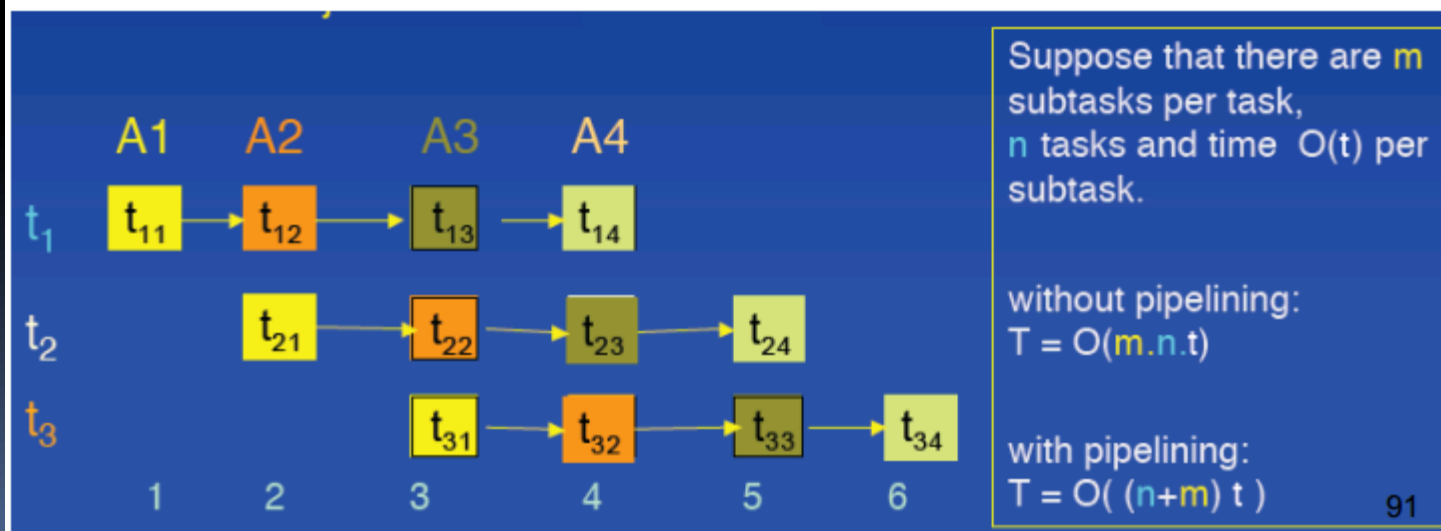 A1 A2 A3 A4
t1 t11 t12 t13 t14
t2 t21 t22 t23 t24
t3 t31 t32 t33 t34
1 2 3 4 5 6
Suppose that there are m
subtasks per task,
n tasks and time O(t) per
subtask.
without pipelining:
T = O(m.n.t)
with pipelining:
T = O( (n+m) t )
91